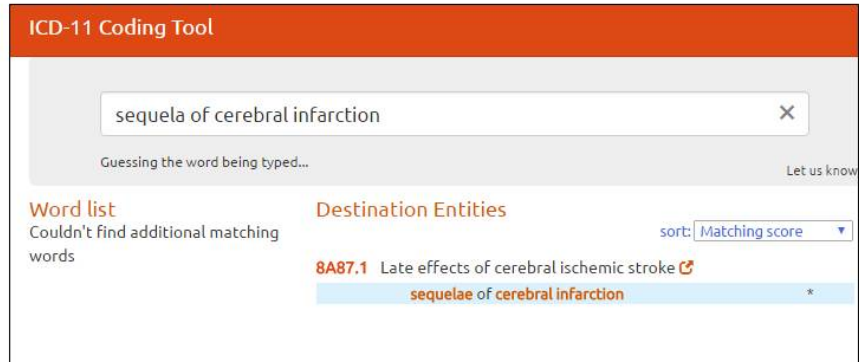 ICD-11 Coding Tool
sequela of cerebral infarction ×
Guessing the word being typed...
Let us know
Word list
Couldn't find additional matching
words
Destination Entities
sort: Matching score ▼
8A87.1 Late effects of cerebral ischemic stroke
sequelae of cerebral infarction *